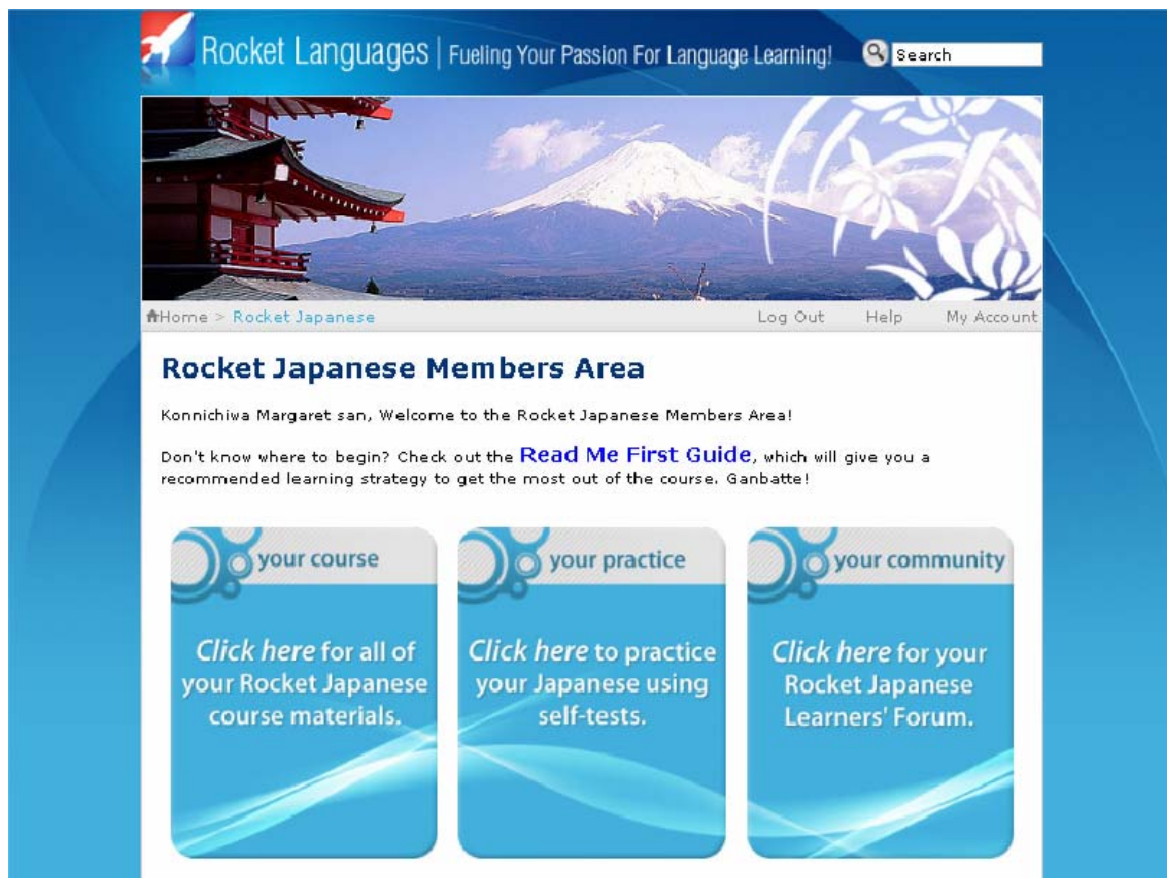 Rocket Languages | Fueling Your Passion For Language Learning!
Search
Home > Rocket Japanese
Log Out Help My Account
Rocket Japanese Members Area
Konnichiwa Margaret san, Welcome to the Rocket Japanese Members Area!
Don't know where to begin? Check out the Read Me First Guide, which will give you a
recommended learning strategy to get the most out of the course. Ganbatte!
your course
Click here for all of
your Rocket Japanese
course materials.
your practice
Click here to practice
your Japanese using
self-tests.
your community
Click here for your
Rocket Japanese
Learners' Forum.